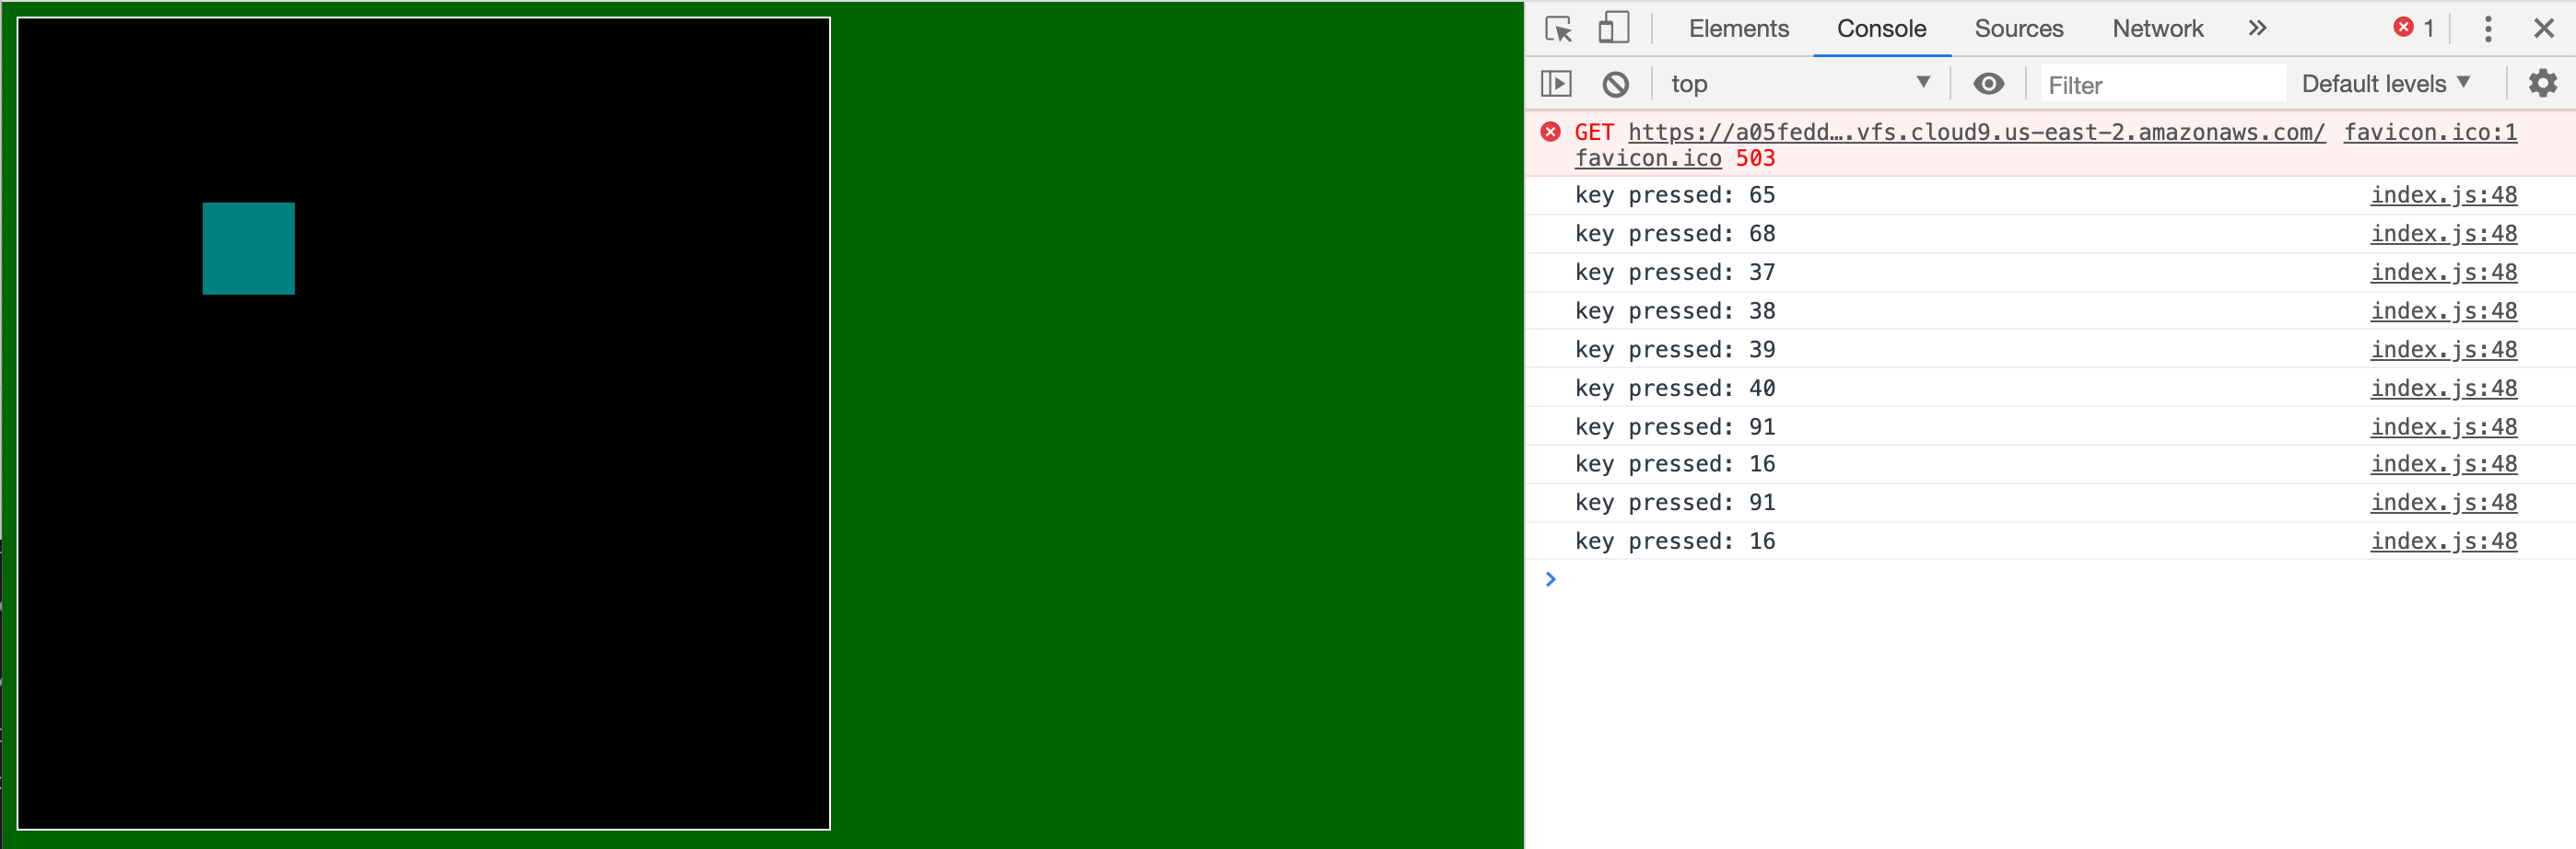 Elements Console Sources Network » 1
top Filter Default levels
GET https://a05fedd….vfs.cloud9.us-east-2.amazonaws.com/ favicon.ico:1
favicon.ico 503
key pressed: 65 index.js:48
key pressed: 68 index.js:48
key pressed: 37 index.js:48
key pressed: 38 index.js:48
key pressed: 39 index.js:48
key pressed: 40 index.js:48
key pressed: 91 index.js:48
key pressed: 16 index.js:48
key pressed: 91 index.js:48
key pressed: 16 index.js:48